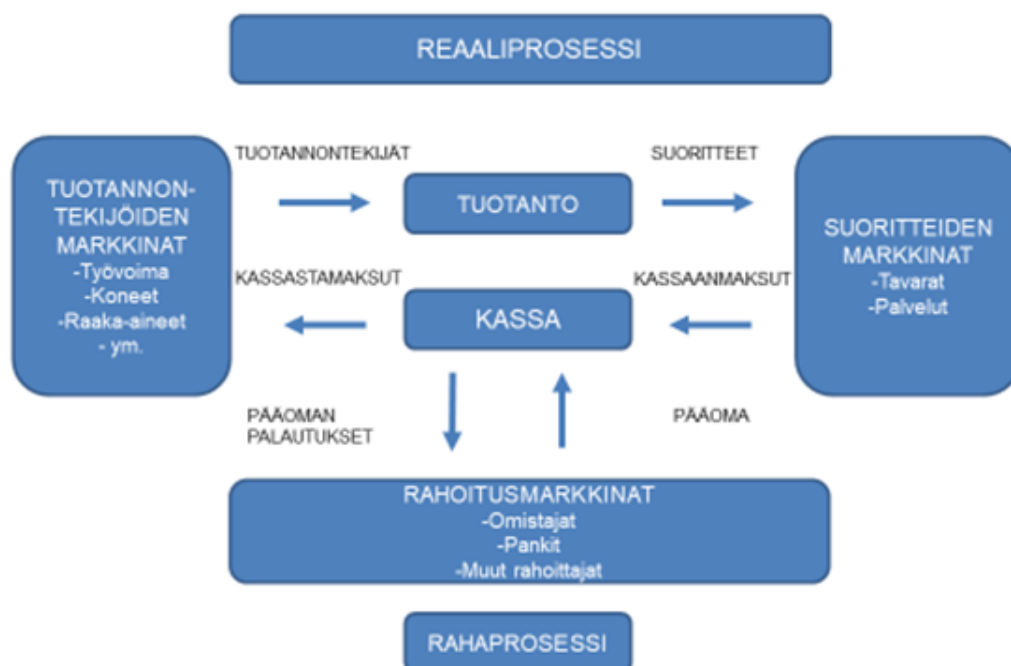 REAALIPROSESSI
TUOTANNONTEKIJÄT
SUORITTEET
TUOTANNON-
TEKIJÖIDEN
MARKKINAT
-Työvoima
-Koneet
-Raaka-aineet
- ym.
TUOTANTO
SUORITTEIDEN
MARKKINAT
-Tavarat
-Palvelut
KASSASTAMAKSUT
KASSAANMAKSUT
KASSA
PÄÄOMAN
PALAUTUKSET
PÄÄOMA
RAHOITUSMARKKINAT
-Omistajat
-Pankit
-Muut rahoittajat
RAHAPROSESSI